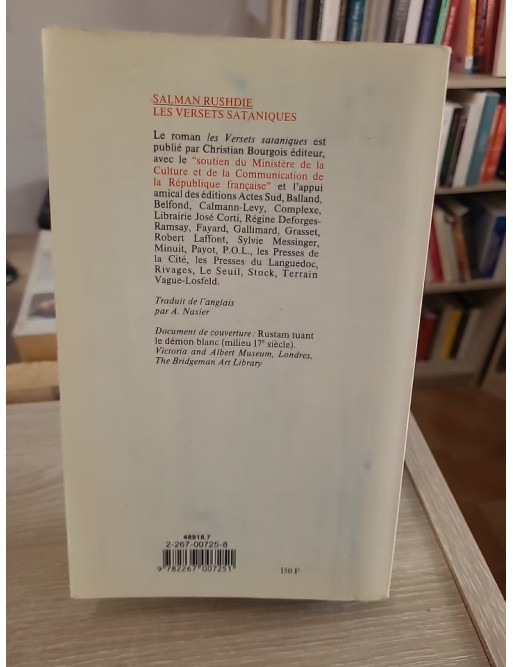 SALMAN RUSHDIE
LES VERSETS SATANIQUES
Le roman les Versets sataniques est
publié par Christian Bourgois éditeur,
avec le "soutien du Ministère de la
Culture et de la Communication de
la République française" et l'appui
amical des éditions Actes Sud, Balland,
Belfond, Calmann-Levy, Complexe,
Librairie José Corti, Régine Deforges-
Ramsay, Fayard, Gallimard, Grasset,
Robert Laffont, Sylvie Messinger,
Minuit, Payot, P.O.L., les Presses de
la Cité, les Presses du Languedoc,
Rivages, Le Seuil, Stock, Terrain
Vague-Losfeld.
Traduit de l'anglais
par A. Nasier
Document de couverture : Rustam tuant
le démon blanc (milieu 17e siècle).
Victoria and Albert Museum, Londres,
The Bridgeman Art Library
48918.7
2-267-00725-8
9 782267 007251
150 F